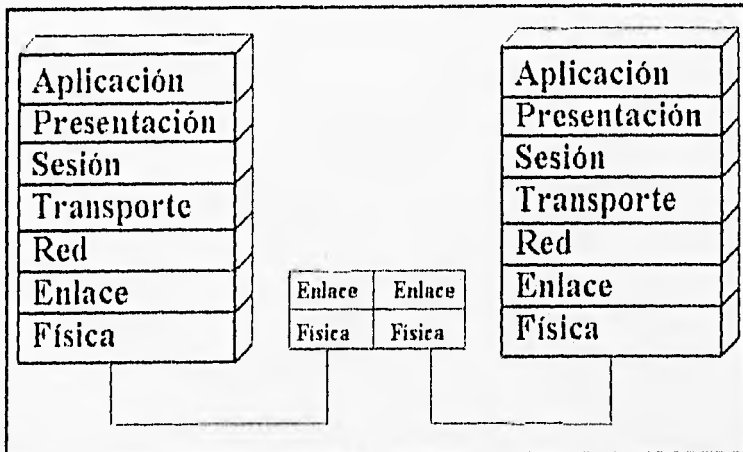 Aplicación
Presentación
Sesión
Transporte
Red
Enlace
Física
Enlace Enlace
Física Física
Aplicación
Presentación
Sesión
Transporte
Red
Enlace
Física